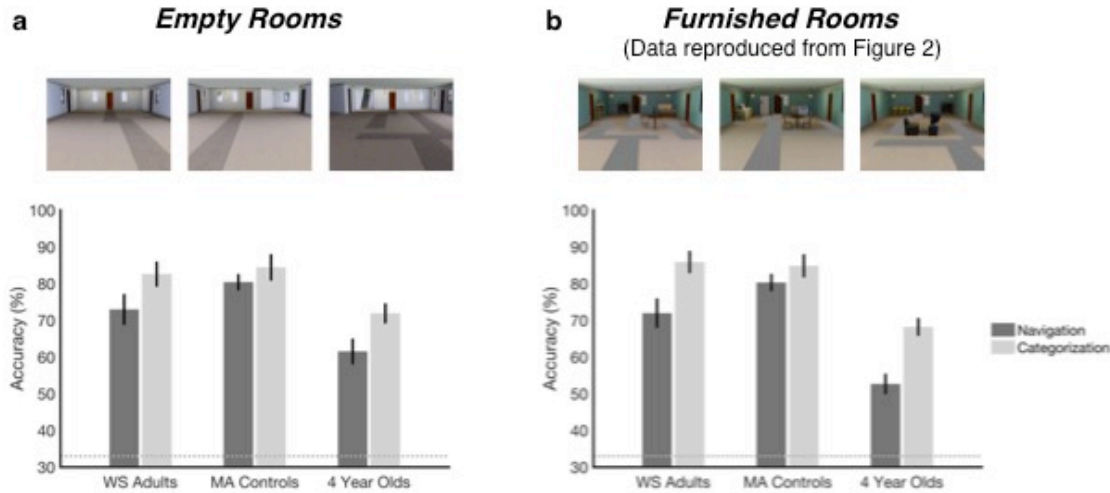 a
Empty Rooms
b
Furnished Rooms
(Data reproduced from Figure 2)
Accuracy (%)
100
90
80
70
60
50
40
30
WS Adults
MA Controls
4 Year Olds
Accuracy (%)
100
90
80
70
60
50
40
30
WS Adults
MA Controls
4 Year Olds
Navigation
Categorization